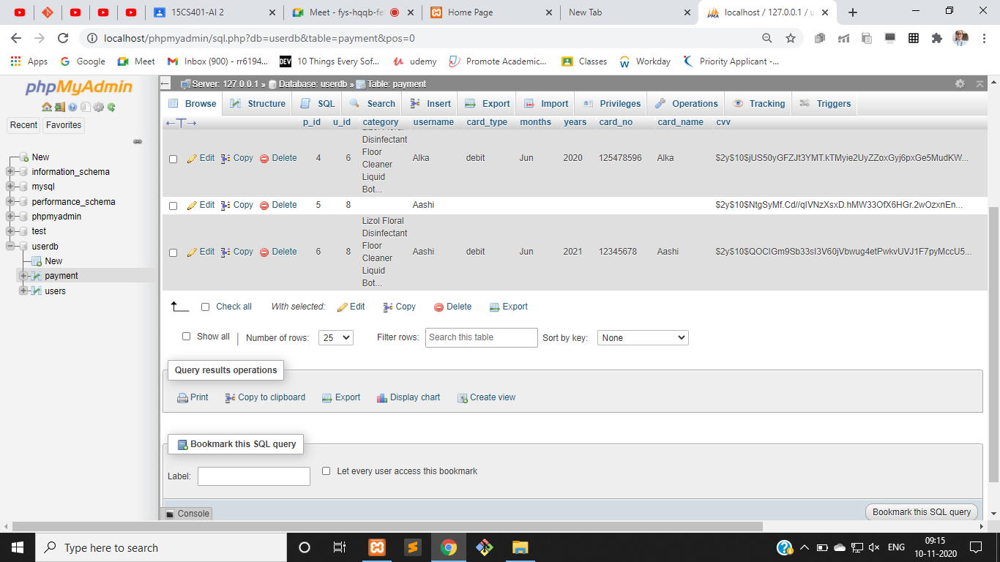 15CS401-AI 2
Meet - fys-hqqb-fe
Home Page
New Tab
localhost / 127.0.0.1 / u
localhost/phpmyadmin/sql.php?db=userdb&table=payment&pos=0
Apps
Google
Meet
Inbox (900) - rr6194...
DEV
10 Things Every Sof...
udemy
Promote Academic...
Classes
Workday
Priority Applicant -...
phpMyAdmin
Recent
Favorites
New
information_schema
mysql
performance_schema
phpmyadmin
test
userdb
New
payment
users
Server: 127.0.0.1 » Database: userdb » Table: payment
Browse Structure SQL Search Insert Export Import Privileges Operations Tracking Triggers
p_id u_id category username card_type months years card_no card_name cvv
Lizol Floral
Disinfectant
Floor
Cleaner
Liquid
Bot...
Edit Copy Delete 4 6 Alka debit Jun 2020 125478596 Alka $2y$10$jUS50yGFZJt3YMT.kTMyie2UyZZoxGyj6pxGe5MudKW...
Edit Copy Delete 5 8 Aashi $2y$10$NtgSyMf.Cd//qIVNzXsxD.hMW33OfX6HGr.2wOzxnEn...
Lizol Floral
Disinfectant
Floor
Cleaner
Liquid
Bot...
Edit Copy Delete 6 8 Aashi debit Jun 2021 12345678 Aashi $2y$10$QOCIGm9Sb33sI3V60jVbwug4etPwkvUVJ1F7pyMccU5...
Check all With selected: Edit Copy Delete Export
Show all Number of rows: 25 Filter rows: Search this table Sort by key: None
Query results operations
Print Copy to clipboard Export Display chart Create view
Bookmark this SQL query
Label: Let every user access this bookmark
Console
Bookmark this SQL query
Type here to search
ENG
09:15
10-11-2020